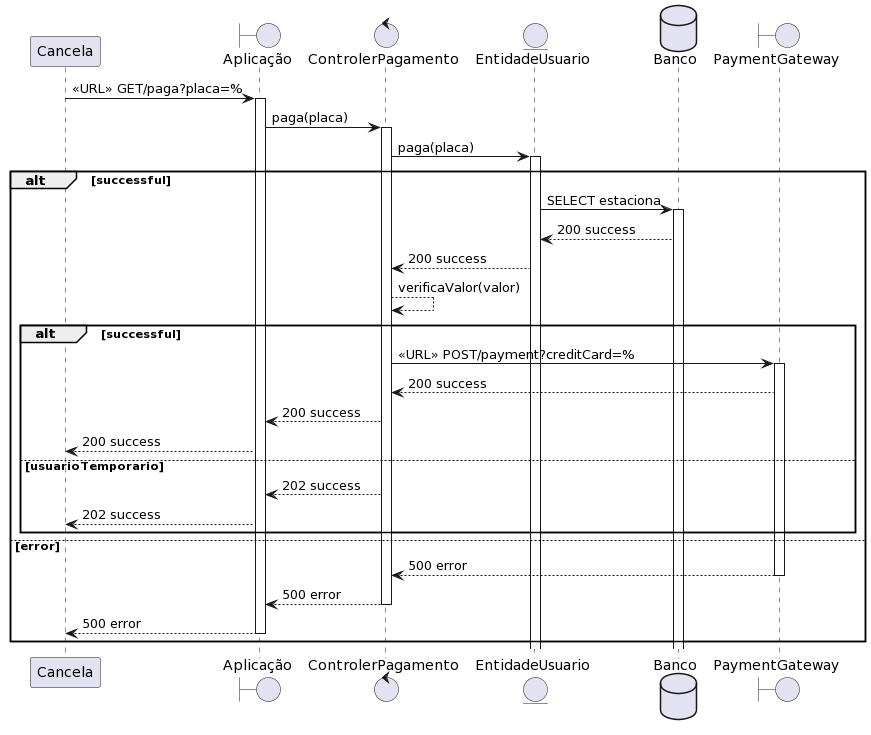 Cancela
Aplicação
ControlerPagamento
EntidadeUsuario
Banco
PaymentGateway
«URL» GET/paga?placa=%
paga(placa)
paga(placa)
alt [successful]
SELECT estaciona
200 success
200 success
verificaValor(valor)
alt [successful]
«URL» POST/payment?creditCard=%
200 success
200 success
200 success
[usuarioTemporario]
202 success
202 success
[error]
500 error
500 error
500 error
Cancela
Aplicação
ControlerPagamento
EntidadeUsuario
Banco
PaymentGateway